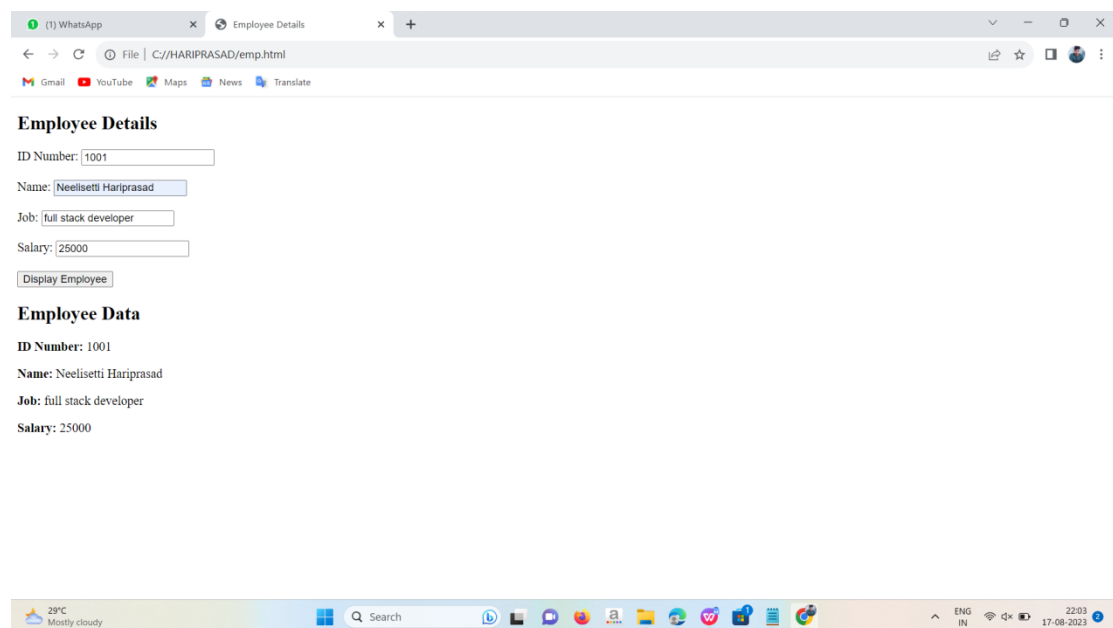 (1) WhatsApp
Employee Details
File | C://HARIPRASAD/emp.html
Gmail YouTube Maps News Translate
Employee Details
ID Number: 1001
Name: Neelisetti Hariprasad
Job: full stack developer
Salary: 25000
Display Employee
Employee Data
ID Number: 1001
Name: Neelisetti Hariprasad
Job: full stack developer
Salary: 25000
29°C
Mostly cloudy
Search
ENG
IN
22:03
17-08-2023
2